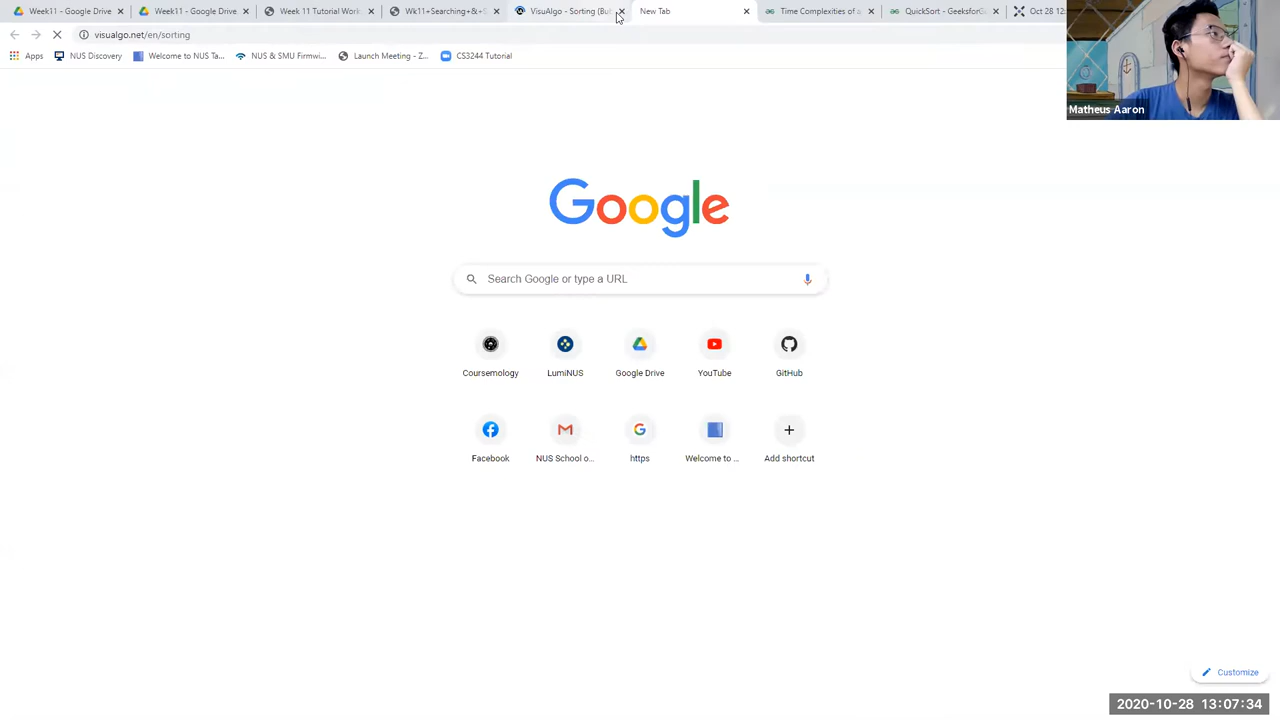 Week11 - Google Drive
Week11 - Google Drive
Week 11 Tutorial Work
Wk11+Searching+&+S
VisuAlgo - Sorting (Bub
New Tab
Time Complexities of a
QuickSort - GeeksforG
Oct 28 12:
visualgo.net/en/sorting
Apps
NUS Discovery
Welcome to NUS Ta...
NUS & SMU Firmwi...
Launch Meeting - Z...
CS3244 Tutorial
Matheus Aaron
Google
Search Google or type a URL
Coursemology
LumiNUS
Google Drive
YouTube
GitHub
Facebook
NUS School o...
https
Welcome to ...
Add shortcut
Customize
2020-10-28 13:07:34